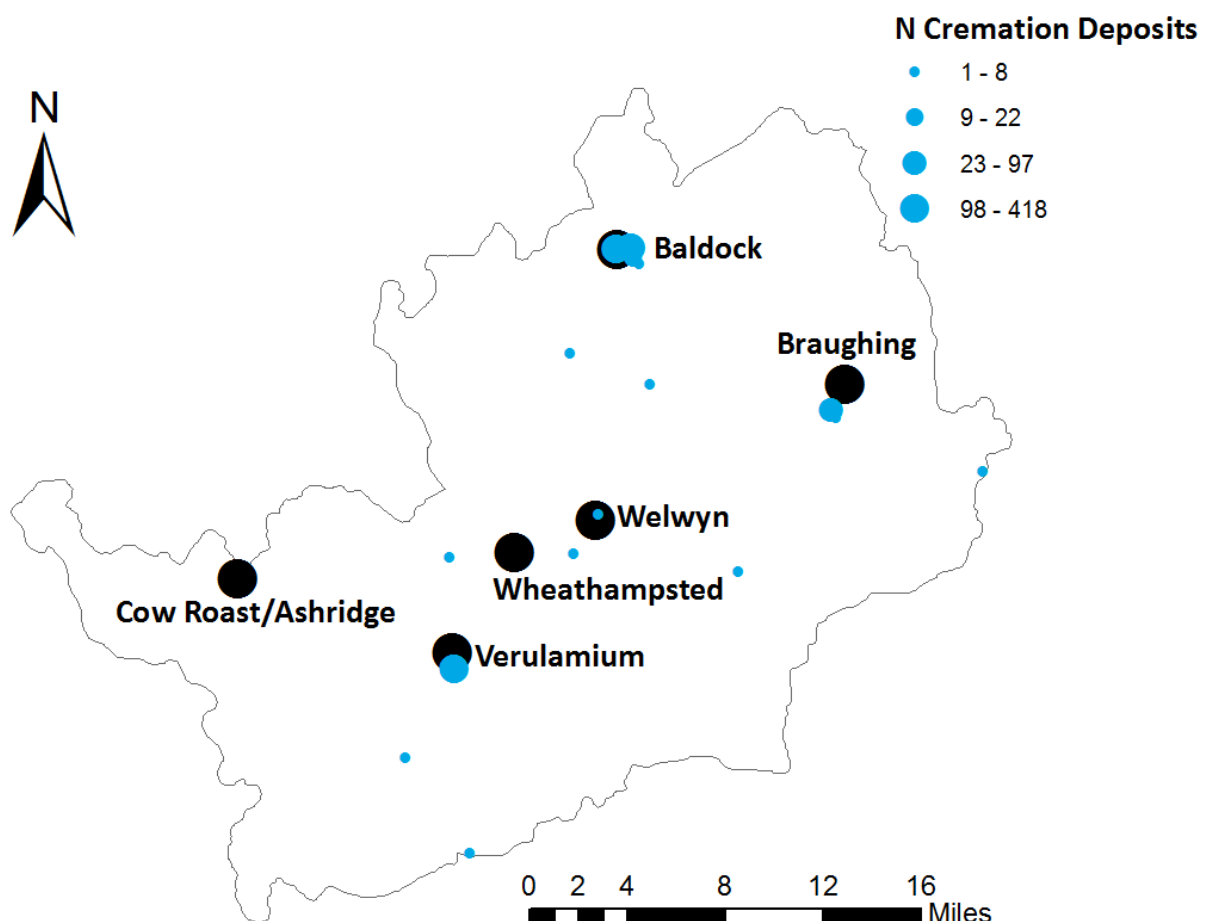 N Cremation Deposits
1 - 8
9 - 22
23 - 97
98 - 418
N
Baldock
Braughing
Welwyn
Wheathampsted
Cow Roast/Ashridge
Verulamium
0 2 4 8 12 16
Miles